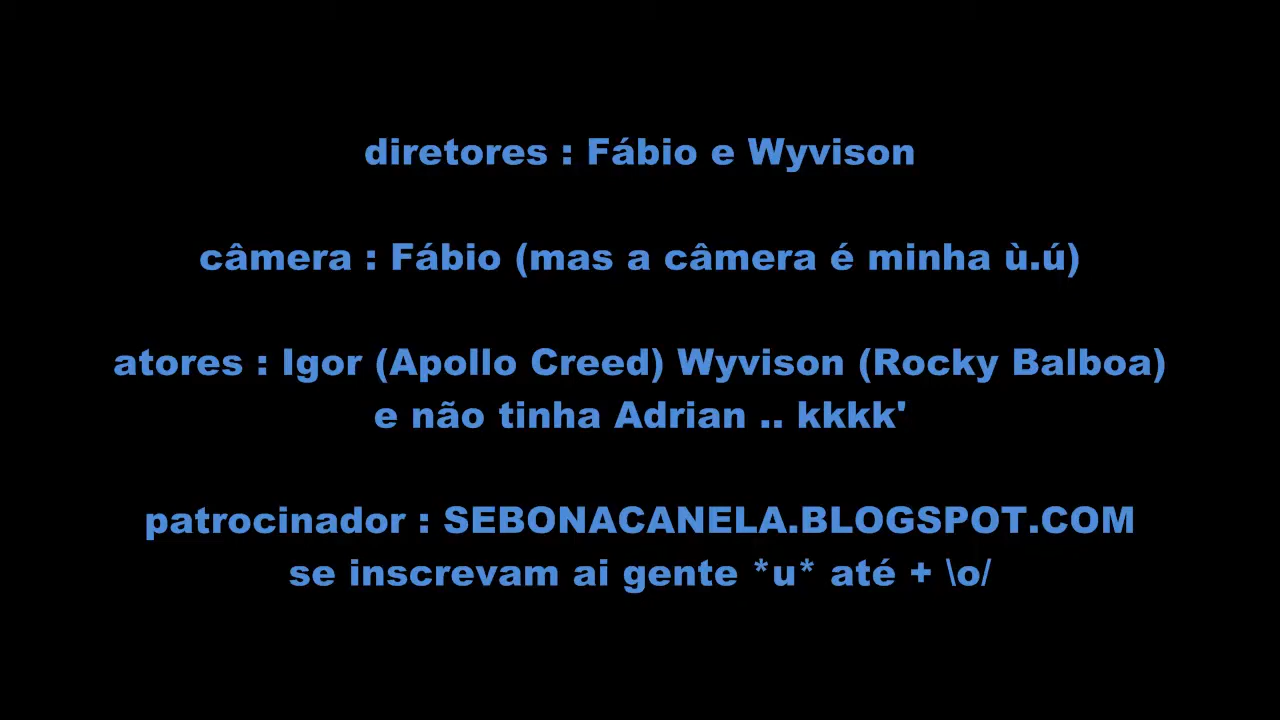 diretores : Fábio e Wyvison
câmera : Fábio (mas a câmera é minha ù.ú)
atores : Igor (Apollo Creed) Wyvison (Rocky Balboa)
e não tinha Adrian .. kkkk'
patrocinador : SEBONACANELA.BLOGSPOT.COM
se inscrevam ai gente *u* até + \o/